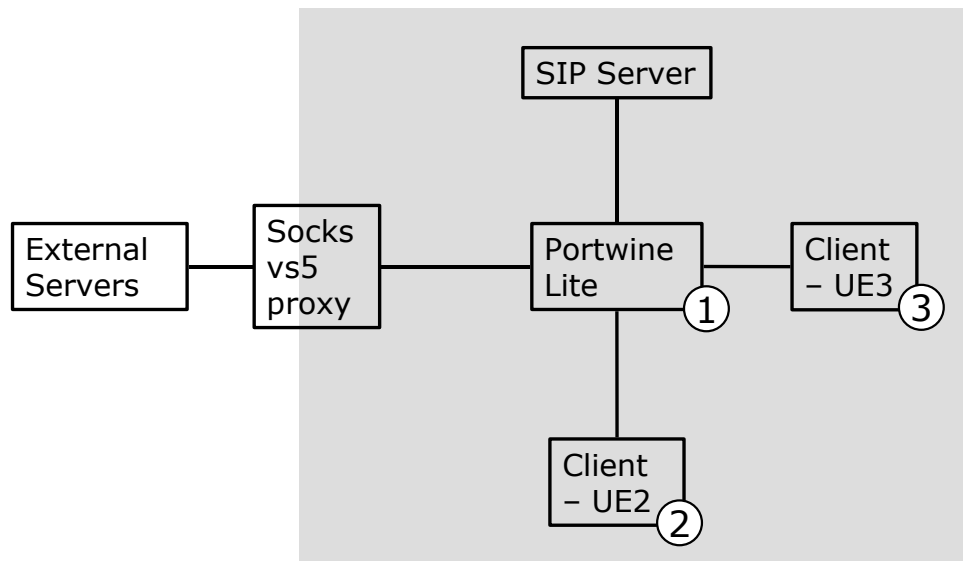 SIP Server
External
Servers
Socks
vs5
proxy
Portwine
Lite
1
Client
– UE3
3
Client
– UE2
2